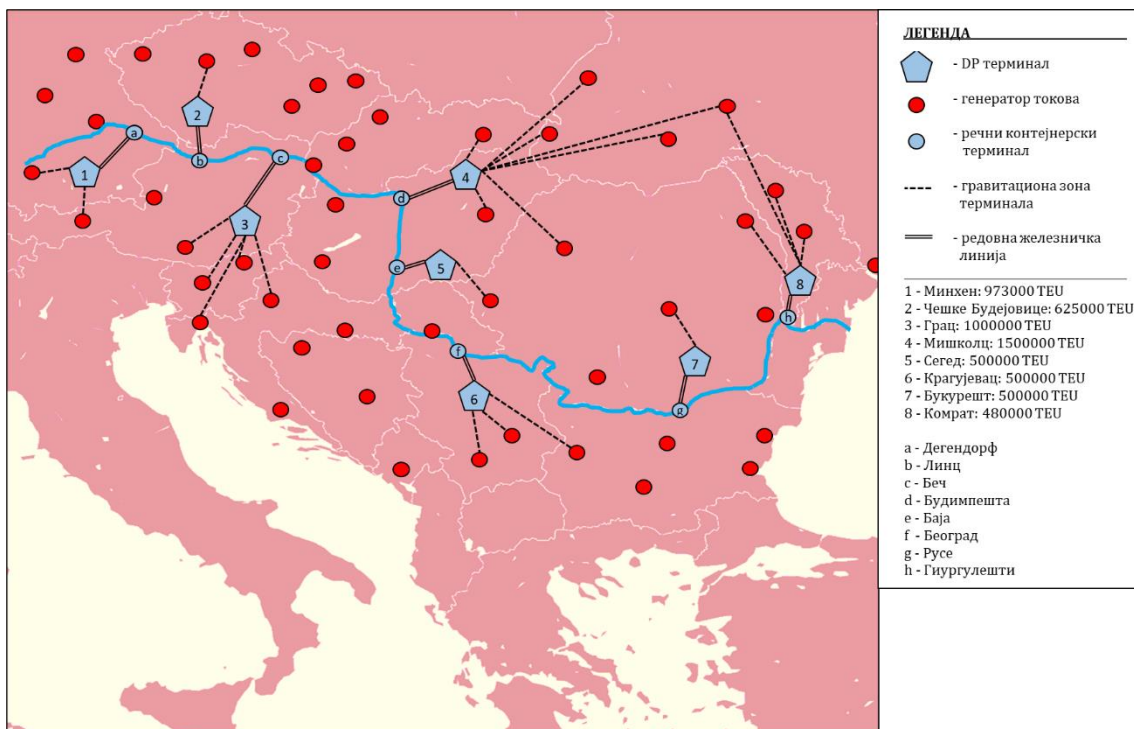 ЛЕГЕНДА
- DP терминал
- генератор токова
- речни контејнерски
терминал
- гравитациона зона
терминала
- редовна железничка
линија
1 - Минхен: 973000 TEU
2 - Чешке Будејовице: 625000 TEU
3 - Грац: 1000000 TEU
4 - Мишколц: 1500000 TEU
5 - Сегед: 500000 TEU
6 - Крагујевац: 500000 TEU
7 - Букурешт: 500000 TEU
8 - Комрат: 480000 TEU
a - Дегендорф
b - Линц
c - Беч
d - Будимпешта
e - Баја
f - Београд
g - Русе
h - Гиургулешти
2
a
b
c
1
4
d
3
e
5
8
h
f
7
6
g